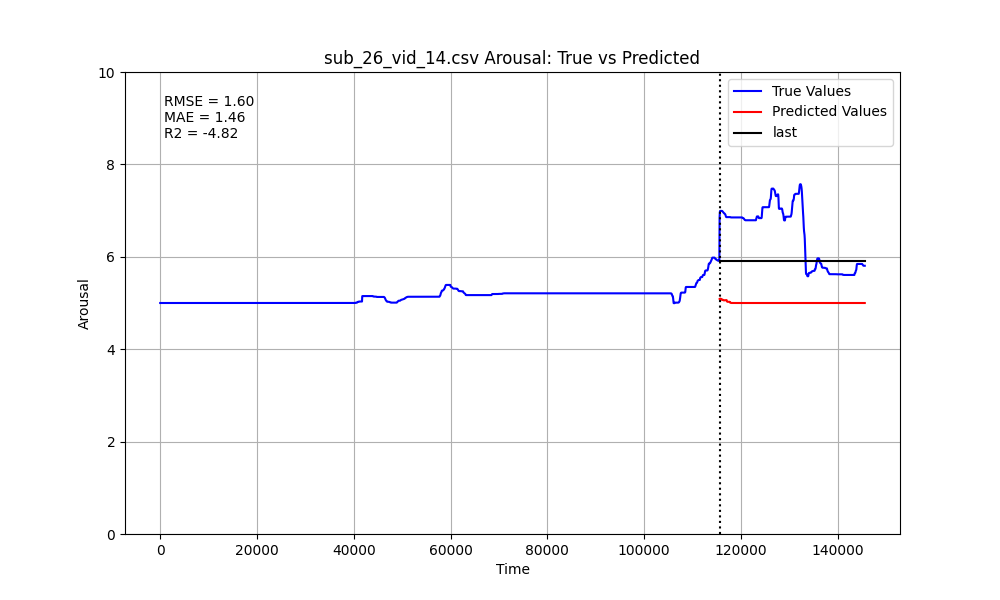 sub_26_vid_14.csv Arousal: True vs Predicted
RMSE = 1.60
MAE = 1.46
R2 = -4.82
True Values
Predicted Values
last
10
8
6
4
2
0
Arousal
0
20000
40000
60000
80000
100000
120000
140000
Time